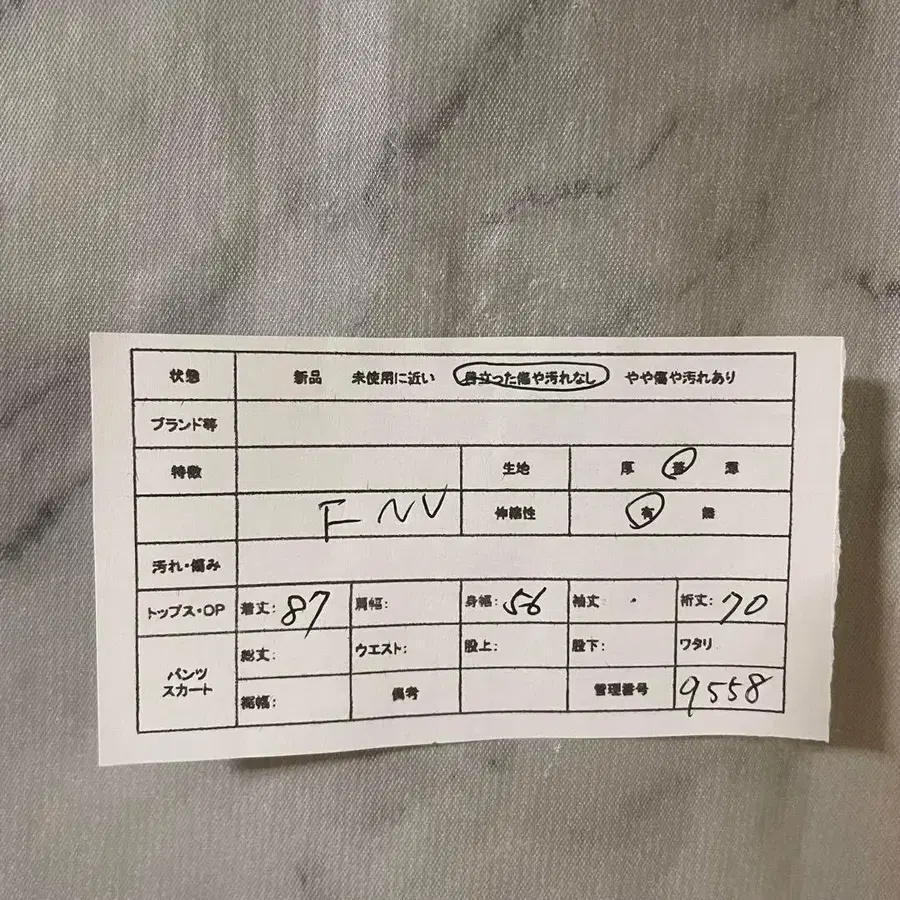 状態 新品 未使用に近い 目立った傷や汚れなし やや傷や汚れあり
ブランド等
特徴 生地 厚 普 薄
F NV 伸縮性 有 無
汚れ・傷み
トップス・OP 着丈: 87 肩幅: 身幅: 56 袖丈 裄丈: 70
パンツ スカート 総丈: ウエスト: 股上: 股下: ワタリ
裾幅: 備考 管理番号 9558